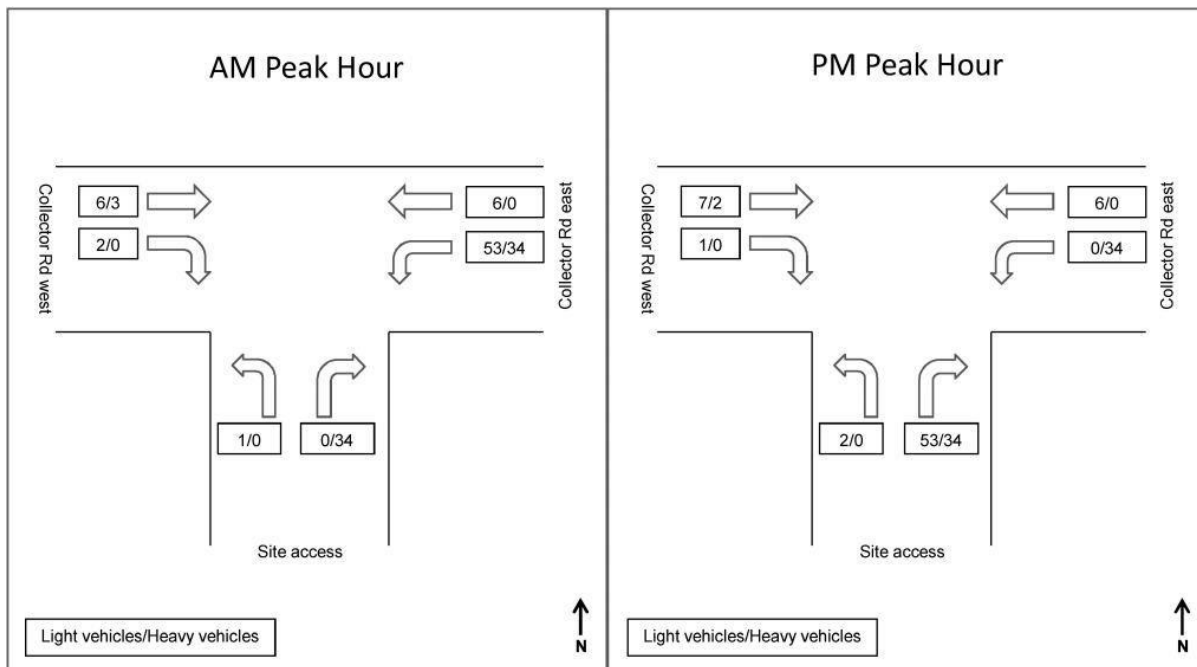 AM Peak Hour
Collector Rd west
6/3
2/0
6/0
53/34
Collector Rd east
1/0
0/34
Site access
Light vehicles/Heavy vehicles
N
PM Peak Hour
Collector Rd west
7/2
1/0
6/0
0/34
Collector Rd east
2/0
53/34
Site access
Light vehicles/Heavy vehicles
N